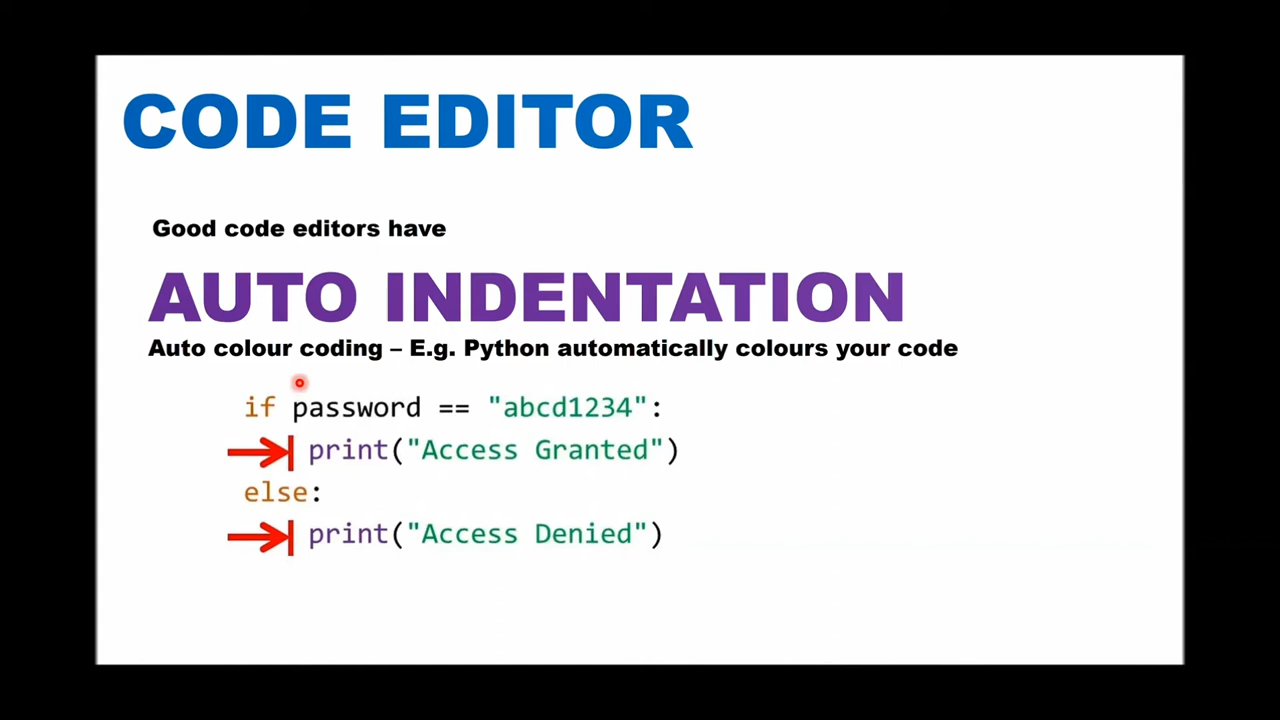 CODE EDITOR
Good code editors have
AUTO INDENTATION
Auto colour coding – E.g. Python automatically colours your code
if password == "abcd1234":
print("Access Granted")
else:
print("Access Denied")